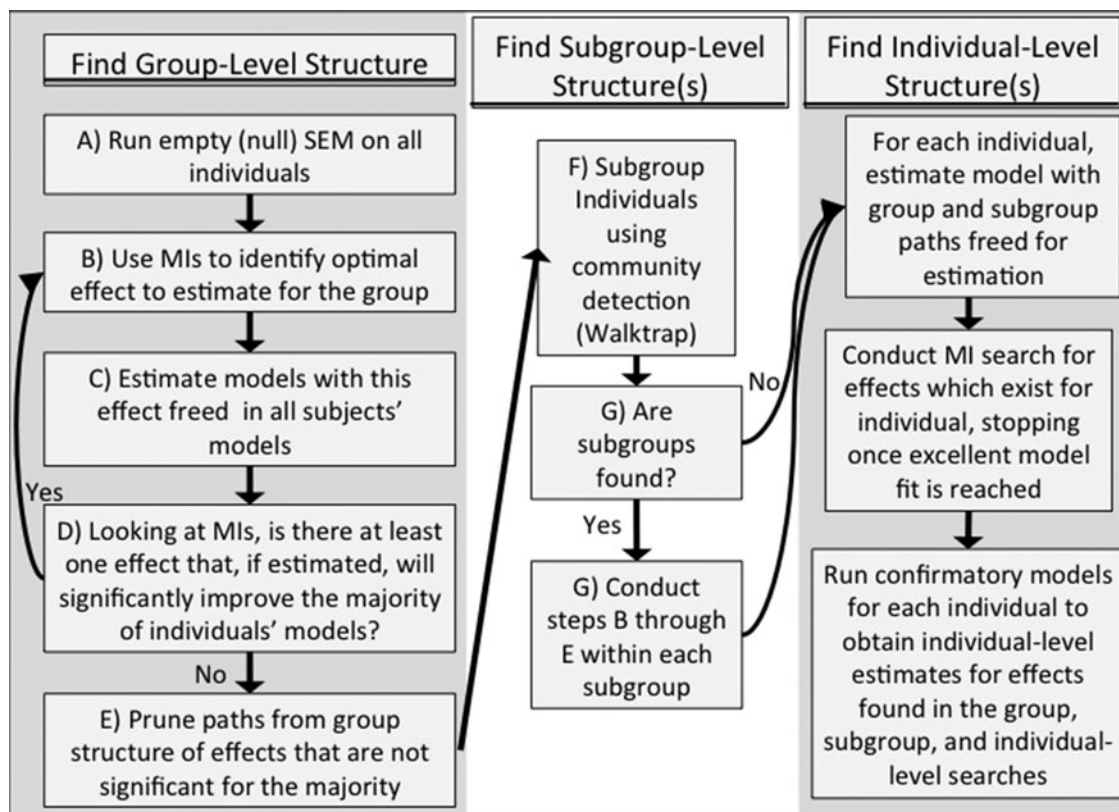 Find Group-Level Structure
A) Run empty (null) SEM on all
individuals
B) Use MIs to identify optimal
effect to estimate for the group
C) Estimate models with this
effect freed in all subjects’
models
Yes
D) Looking at MIs, is there at least
one effect that, if estimated, will
significantly improve the majority
of individuals’ models?
No
E) Prune paths from group
structure of effects that are not
significant for the majority
Find Subgroup-Level
Structure(s)
F) Subgroup
Individuals
using
community
detection
(Walktrap)
No
G) Are
subgroups
found?
Yes
G) Conduct
steps B through
E within each
subgroup
Find Individual-Level
Structure(s)
For each individual,
estimate model with
group and subgroup
paths freed for
estimation
Conduct MI search for
effects which exist for
individual, stopping
once excellent model
fit is reached
Run confirmatory models
for each individual to
obtain individual-level
estimates for effects
found in the group,
subgroup, and individual-
level searches